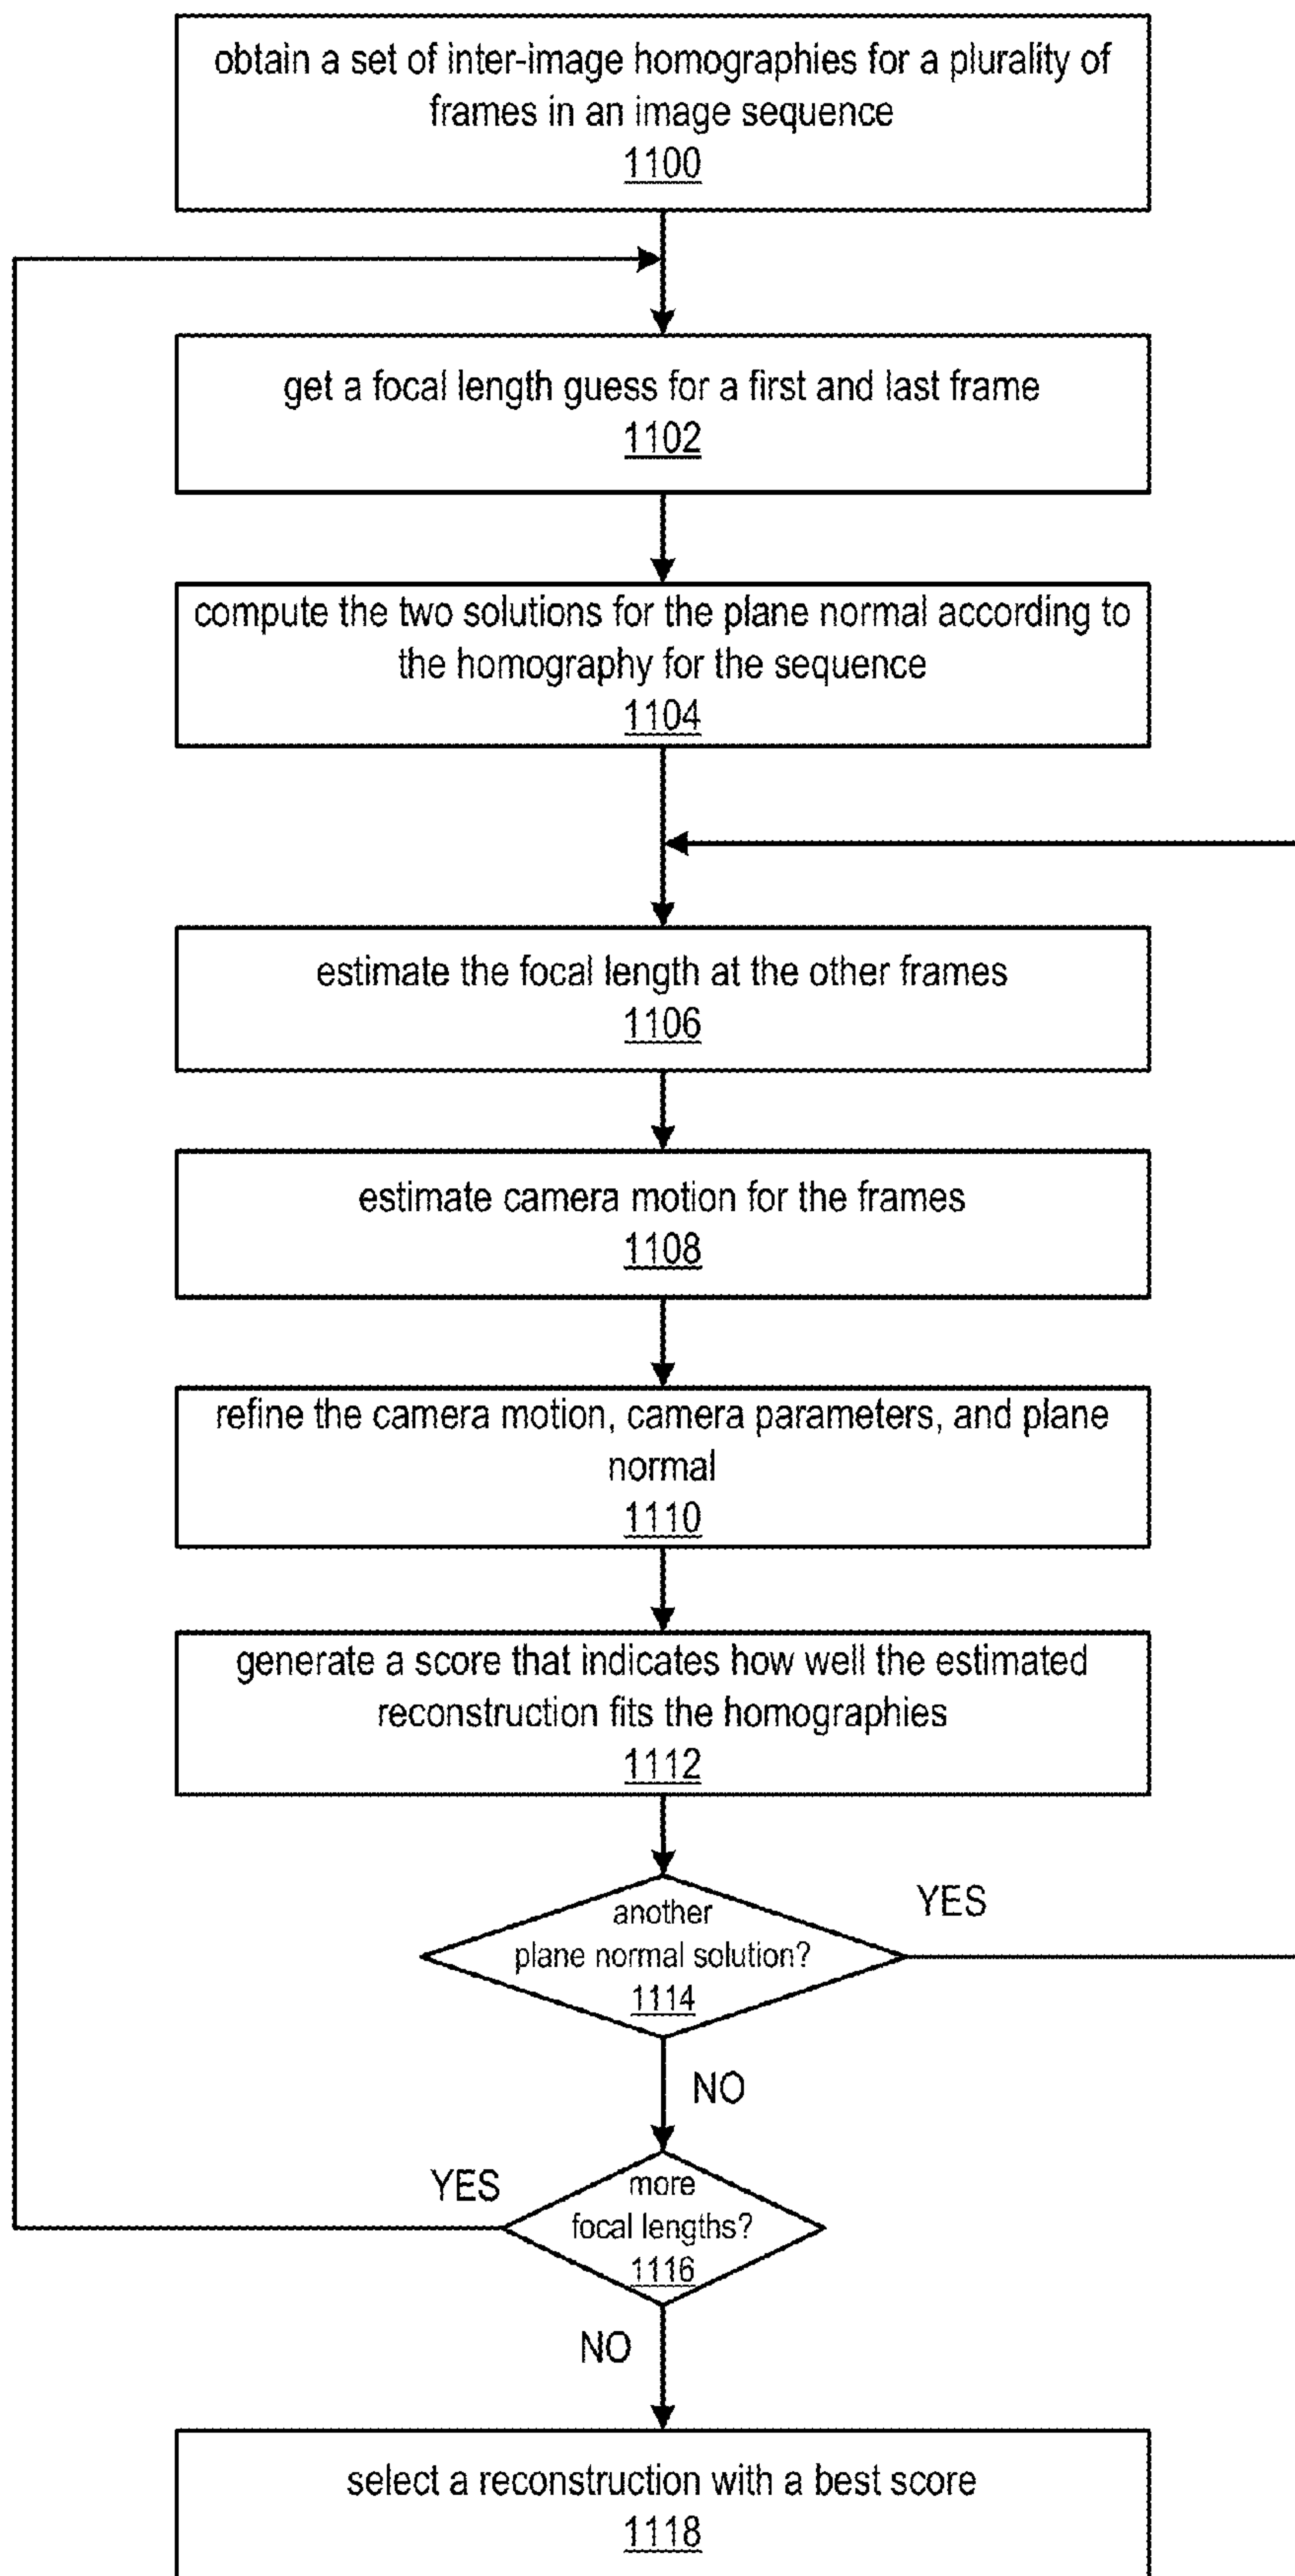 obtain a set of inter-image homographies for a plurality of
frames in an image sequence
1100
get a focal length guess for a first and last frame
1102
compute the two solutions for the plane normal according to
the homography for the sequence
1104
estimate the focal length at the other frames
1106
estimate camera motion for the frames
1108
refine the camera motion, camera parameters, and plane
normal
1110
generate a score that indicates how well the estimated
reconstruction fits the homographies
1112
another
plane normal solution?
1114
YES
NO
more
focal lengths?
1116
YES
NO
select a reconstruction with a best score
1118